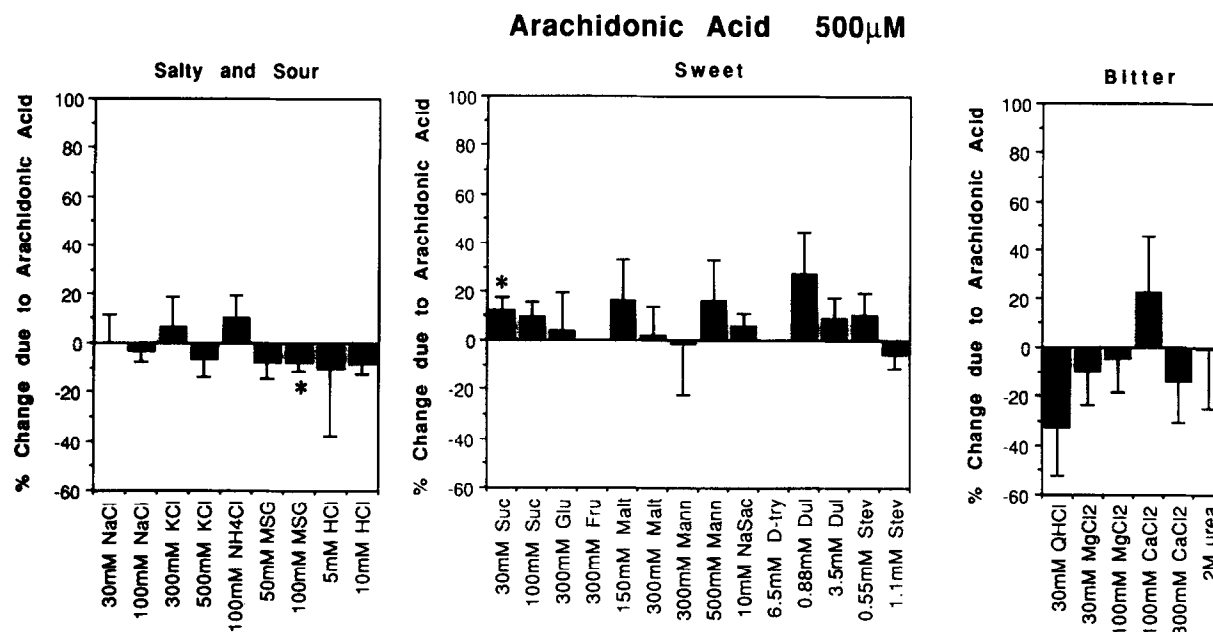 Arachidonic Acid 500µM
Salty and Sour
% Change due to Arachidonic Acid
100
80
60
40
20
0
-20
-40
-60
*
30mM NaCl
100mM NaCl
300mM KCl
500mM KCl
100mM NH4Cl
50mM MSG
100mM MSG
5mM HCl
10mM HCl
Sweet
% Change due to Arachidonic Acid
100
80
60
40
20
0
-20
-40
-60
*
30mM Suc
100mM Suc
300mM Glu
300mM Fru
150mM Malt
300mM Malt
300mM Mann
500mM Mann
10mM NaSac
6.5mM D-try
0.88mM Dul
3.5mM Dul
0.55mM Stev
1.1mM Stev
Bitter
% Change due to Arachidonic Acid
100
80
60
40
20
0
-20
-40
-60
30mM QHCl
30mM MgCl2
100mM MgCl2
100mM CaCl2
300mM CaCl2
2M urea